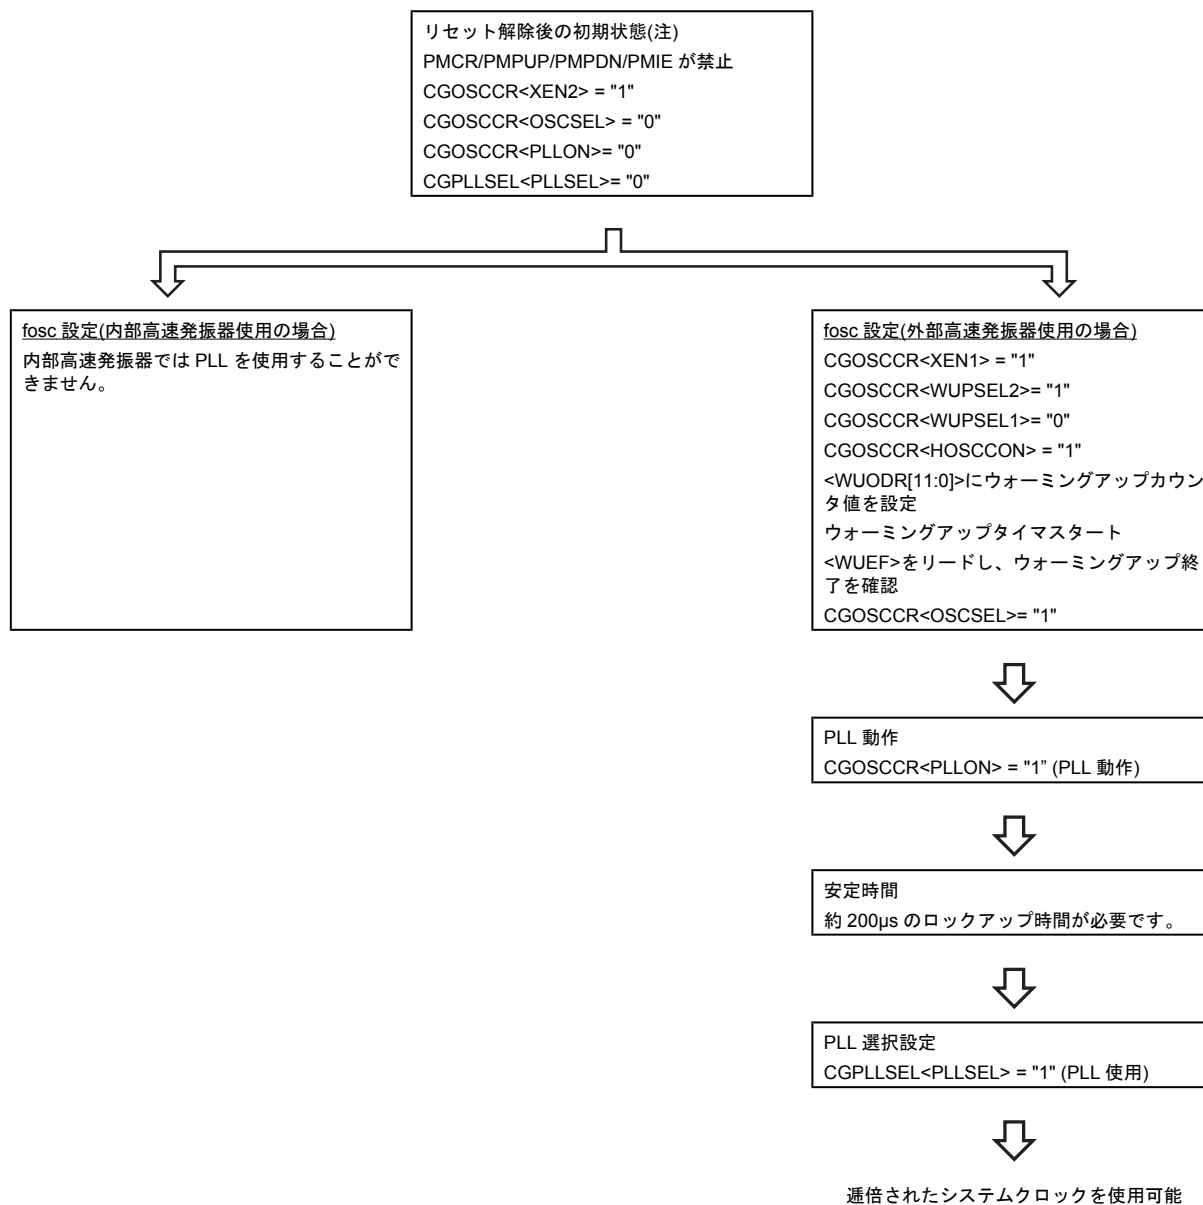 リセット解除後の初期状態(注)
PMCR/PMPUP/PMPDN/PMIE が禁止
CGOSCCR<XEN2> = "1"
CGOSCCR<OSCSEL> = "0"
CGOSCCR<PLLON>= "0"
CGPLLSEL<PLLSEL>= "0"
fosc 設定(内部高速発振器使用の場合)
内部高速発振器では PLL を使用することがで
きません。
fosc 設定(外部高速発振器使用の場合)
CGOSCCR<XEN1> = "1"
CGOSCCR<WUPSEL2>= "1"
CGOSCCR<WUPSEL1>= "0"
CGOSCCR<HOSCCON> = "1"
<WUODR[11:0]>にウォーミングアップカウン
タ値を設定
ウォーミングアップタイマスタート
<WUEF>をリードし、ウォーミングアップ終
了を確認
CGOSCCR<OSCSEL>= "1"
PLL 動作
CGOSCCR<PLLON> = "1” (PLL 動作)
安定時間
約 200μs のロックアップ時間が必要です。
PLL 選択設定
CGPLLSEL<PLLSEL> = "1" (PLL 使用)
逓倍されたシステムクロックを使用可能